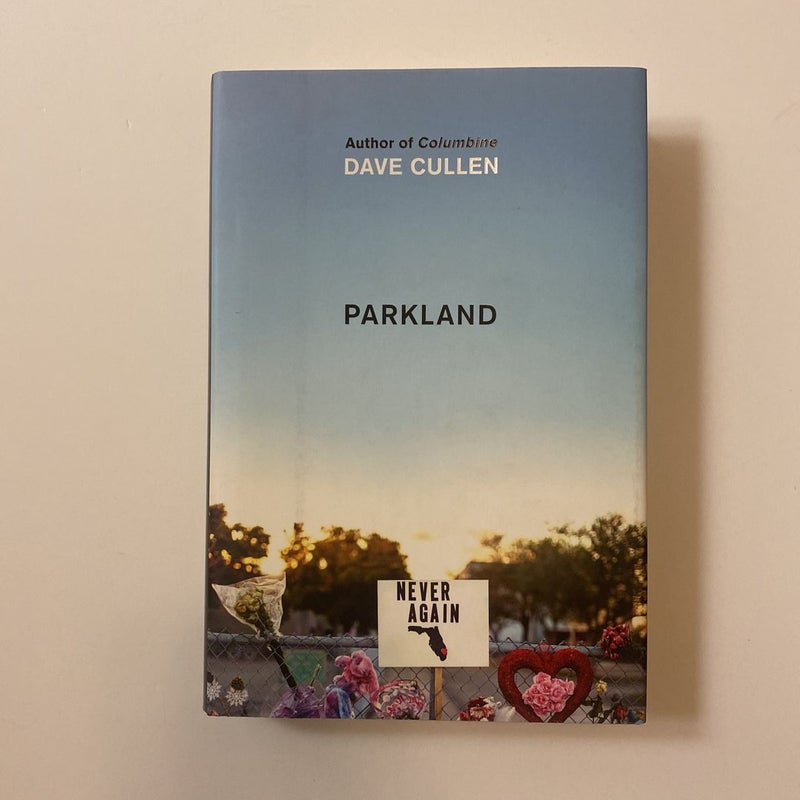 Author of Columbine
DAVE CULLEN
PARKLAND
NEVER
AGAIN